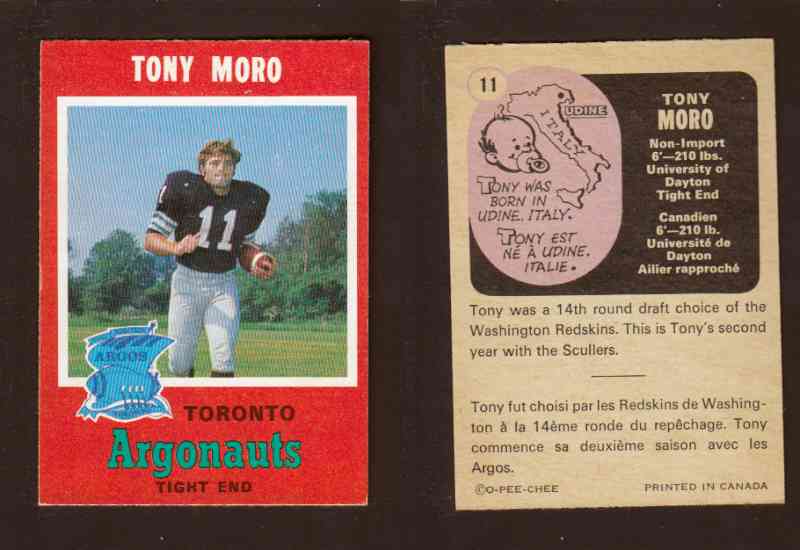 TONY MORO
11
ARGOS
TORONTO
Argonauts
TIGHT END
11
UDINE
ITALY
TONY WAS
BORN IN
UDINE, ITALY.
TONY EST
NÉ À UDINE,
ITALIE.
TONY
MORO
Non-Import
6'—210 lbs.
University of
Dayton
Tight End
Canadien
6'—210 lb.
Université de
Dayton
Ailier rapproché
Tony was a 14th round draft choice of the
Washington Redskins. This is Tony's second
year with the Scullers.
Tony fut choisi par les Redskins de Washing-
ton à la 14ème ronde du repêchage. Tony
commence sa deuxième saison avec les
Argos.
©O-PEE-CHEE
PRINTED IN CANADA